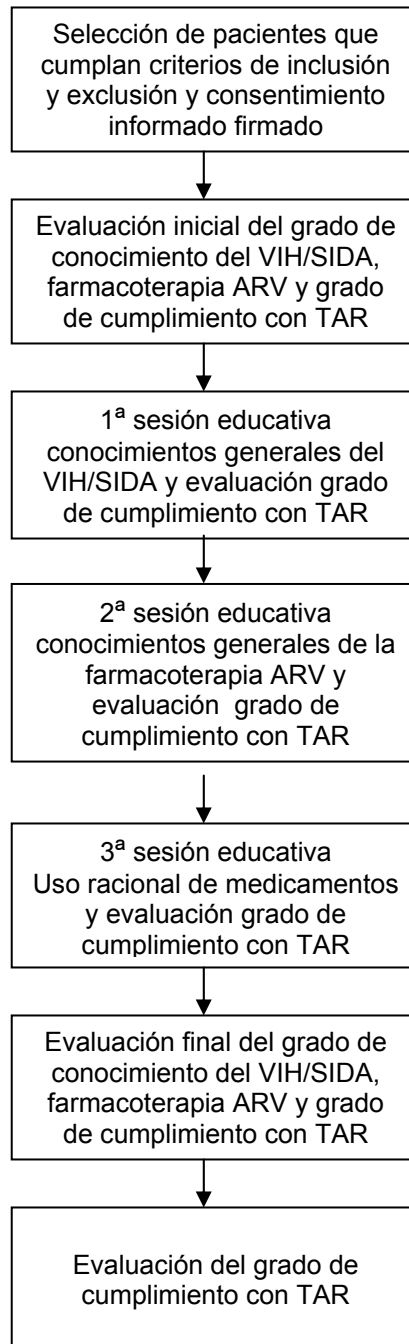 Selección de pacientes que
cumplan criterios de inclusión
y exclusión y consentimiento
informado firmado
Evaluación inicial del grado de
conocimiento del VIH/SIDA,
farmacoterapia ARV y grado
de cumplimiento con TAR
1ª sesión educativa
conocimientos generales del
VIH/SIDA y evaluación grado
de cumplimiento con TAR
2ª sesión educativa
conocimientos generales de la
farmacoterapia ARV y
evaluación grado de
cumplimiento con TAR
3ª sesión educativa
Uso racional de medicamentos
y evaluación grado de
cumplimiento con TAR
Evaluación final del grado de
conocimiento del VIH/SIDA,
farmacoterapia ARV y grado
de cumplimiento con TAR
Evaluación del grado de
cumplimiento con TAR